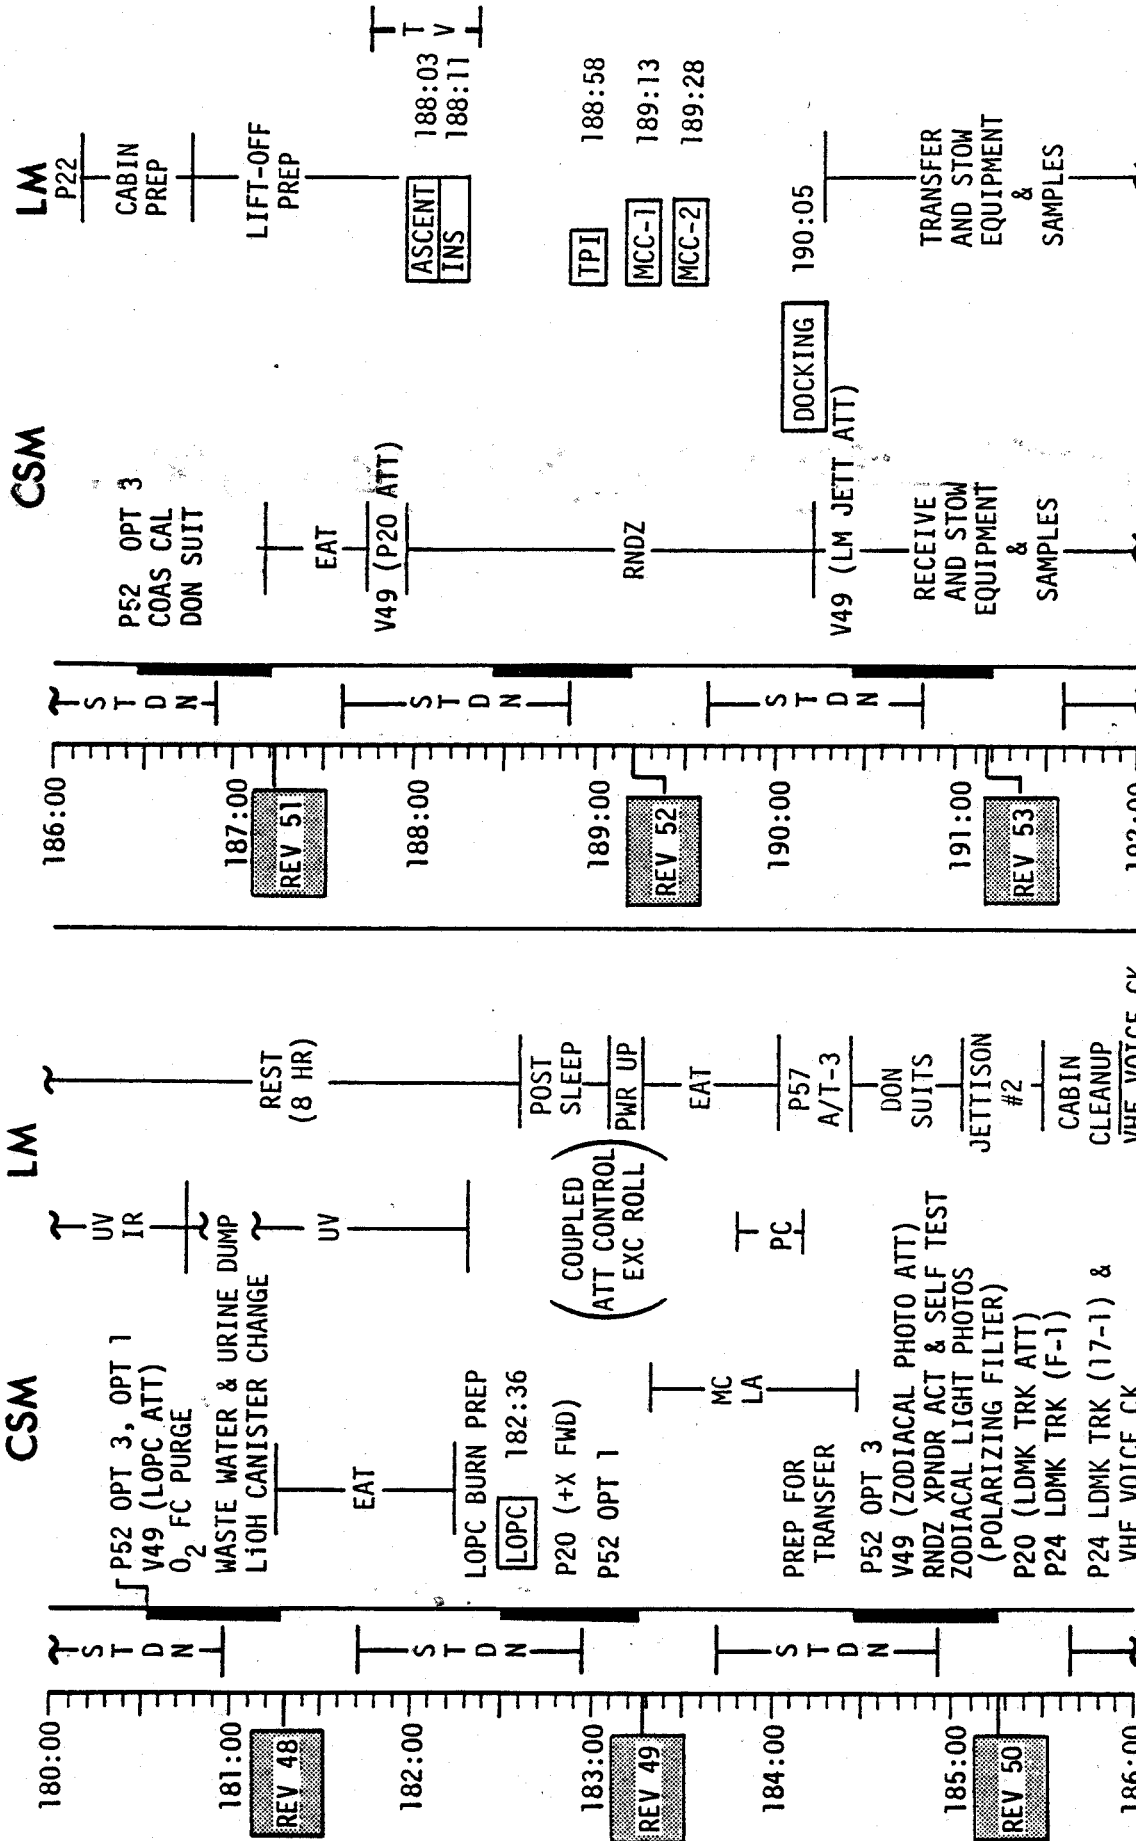 CSM
LM
180:00
181:00
REV 48
182:00
183:00
REV 49
184:00
185:00
REV 50
186:00
STDN
STDN
STDN
P52 OPT 3, OPT 1
V49 (LOPC ATT)
O2 FC PURGE
WASTE WATER & URINE DUMP
LiOH CANISTER CHANGE
EAT
LOPC BURN PREP
LOPC 182:36
P20 (+X FWD)
P52 OPT 1
PREP FOR
TRANSFER
P52 OPT 3
V49 (ZODIACAL PHOTO ATT)
RNDZ XPNDR ACT & SELF TEST
ZODIACAL LIGHT PHOTOS
(POLARIZING FILTER)
P20 (LDMK TRK ATT)
P24 LDMK TRK (F-1)
P24 LDMK TRK (17-1) &
VHF VOICE CK
MC
LA
UV
IR
UV
(COUPLED
ATT CONTROL
EXC ROLL)
PC
REST
(8 HR)
POST
SLEEP
PWR UP
EAT
P57
A/T-3
DON
SUITS
JETTISON
#2
CABIN
CLEANUP
VHF VOICE CK
CSM
LM
186:00
187:00
REV 51
188:00
189:00
REV 52
190:00
191:00
REV 53
192:00
STDN
STDN
STDN
P52 OPT 3
COAS CAL
DON SUIT
EAT
V49 (P20 ATT)
RNDZ
DOCKING 190:05
V49 (LM JETT ATT)
RECEIVE
AND STOW
EQUIPMENT
&
SAMPLES
P22
CABIN
PREP
LIFT-OFF
PREP
ASCENT 188:03
INS 188:11
TV
TPI 188:58
MCC-1 189:13
MCC-2 189:28
TRANSFER
AND STOW
EQUIPMENT
&
SAMPLES